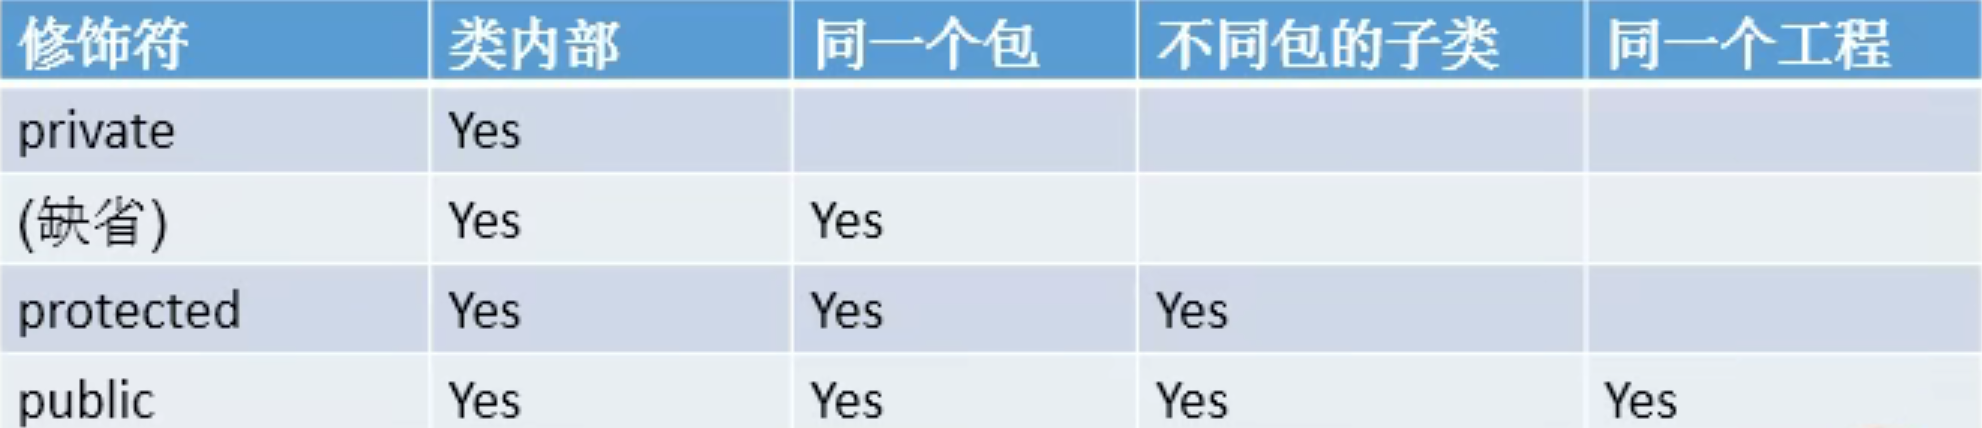 修饰符 类内部 同一个包 不同包的子类 同一个工程
private Yes
(缺省) Yes Yes
protected Yes Yes Yes
public Yes Yes Yes Yes